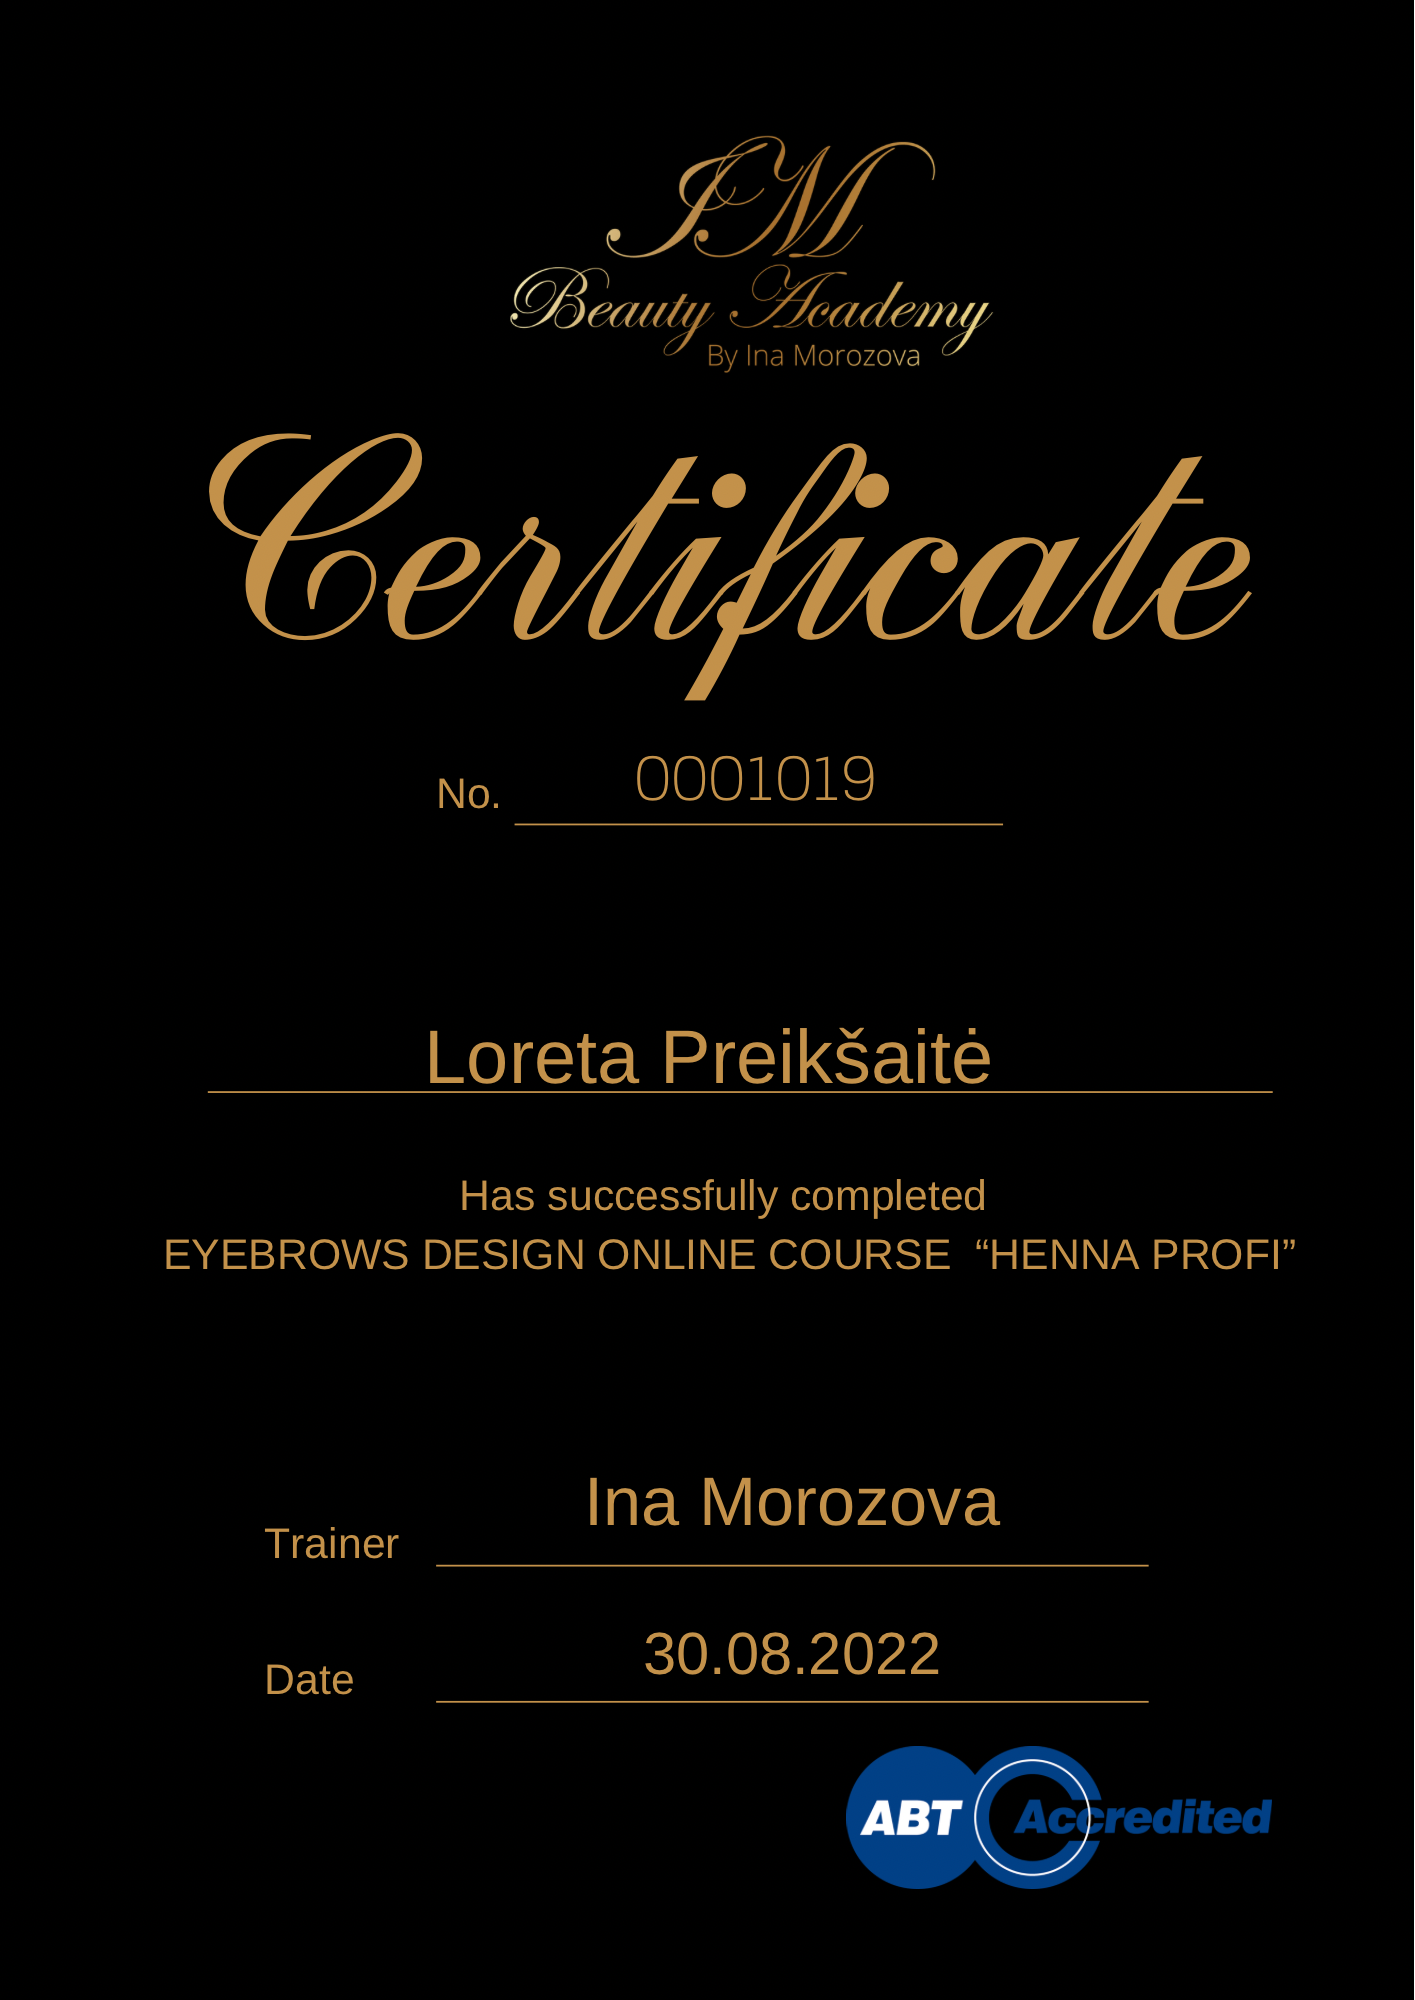 IM
Beauty Academy
By Ina Morozova
Certificate
No. 0001019
Loreta Preikšaitė
Has successfully completed
EYEBROWS DESIGN ONLINE COURSE “HENNA PROFI”
Trainer Ina Morozova
Date 30.08.2022
ABT Accredited